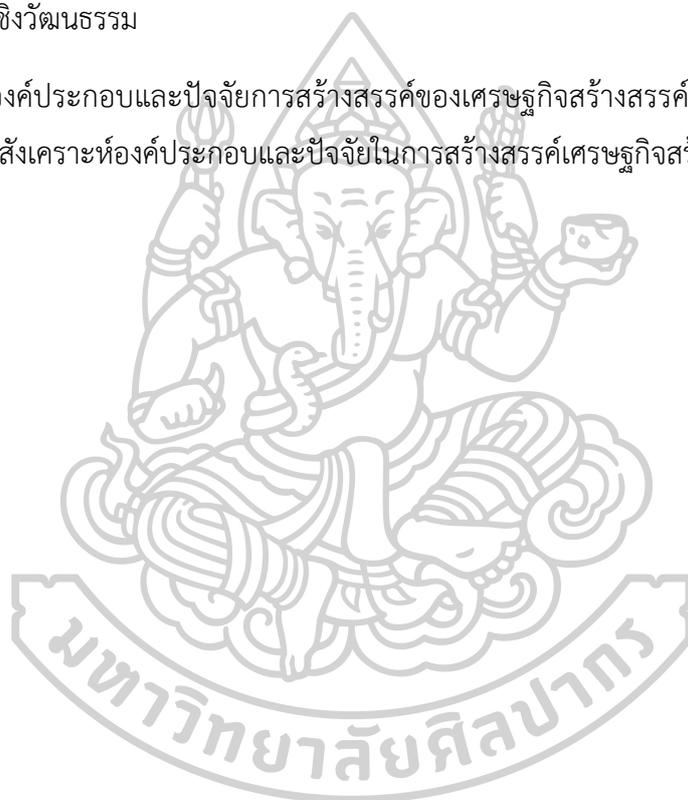 ชิงวัฒนธรรม
งค์ประกอบและปัจจัยการสร้างสรรค์ของเศรษฐกิจสร้างสรรค์
สังเคราะห์องค์ประกอบและปัจจัยในการสร้างสรรค์เศรษฐกิจสร้
มหาวิทยาลัยศิลปากร